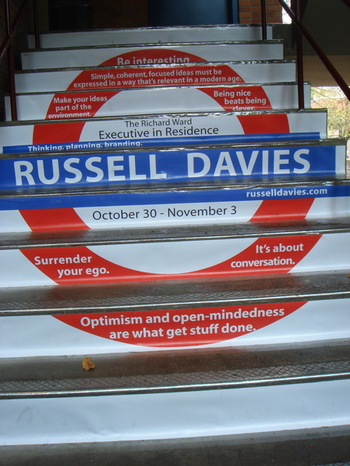 Be interesting.
Simple, coherent, focused ideas must be
expressed in a way that's relevant in a modern age.
Make your ideas
part of the
environment.
Being nice
beats being
clever.
The Richard Ward
Executive in Residence
Thinking, planning, branding.
RUSSELL DAVIES
russelldavies.com
October 30 - November 3
Surrender
your ego.
It's about
conversation.
Optimism and open-mindedness
are what get stuff done.